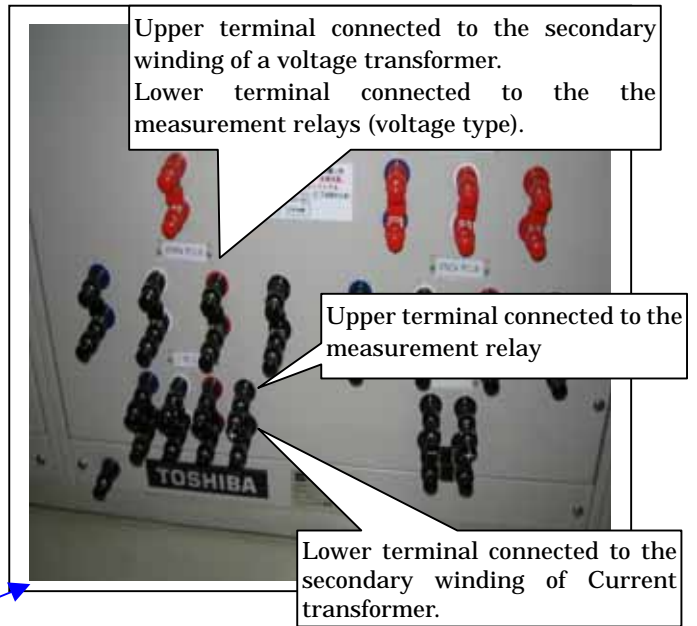 Upper terminal connected to the secondary
winding of a voltage transformer.
Lower terminal connected to the the
measurement relays (voltage type).
Upper terminal connected to the
measurement relay
TOSHIBA
Lower terminal connected to the
secondary winding of Current
transformer.